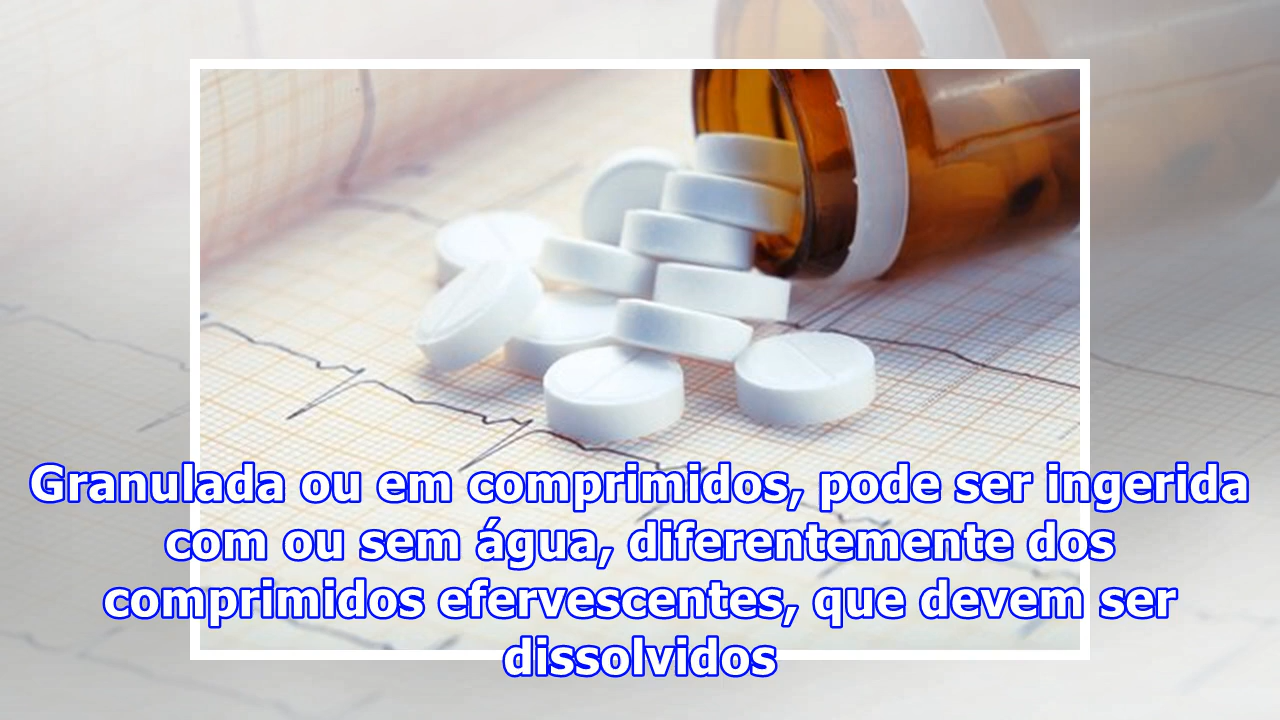 Granulada ou em comprimidos, pode ser ingerida
com ou sem água, diferentemente dos
comprimidos efervescentes, que devem ser
dissolvidos